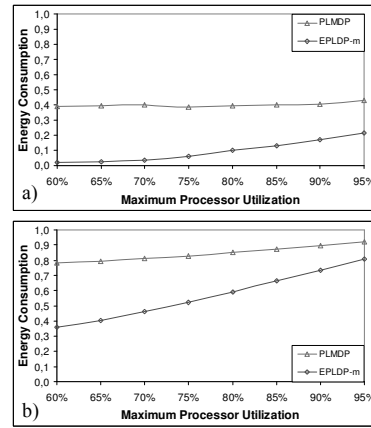 1,0
0,9
0,8
0,7
0,6
0,5
0,4
0,3
0,2
0,1
0,0
Energy Consumption
PLMDP
EPLDP-m
60% 65% 70% 75% 80% 85% 90% 95%
a) Maximum Processor Utilization
1,0
0,9
0,8
0,7
0,6
0,5
0,4
0,3
0,2
0,1
0,0
Energy Consumption
PLMDP
EPLDP-m
60% 65% 70% 75% 80% 85% 90% 95%
b) Maximum Processor Utilization